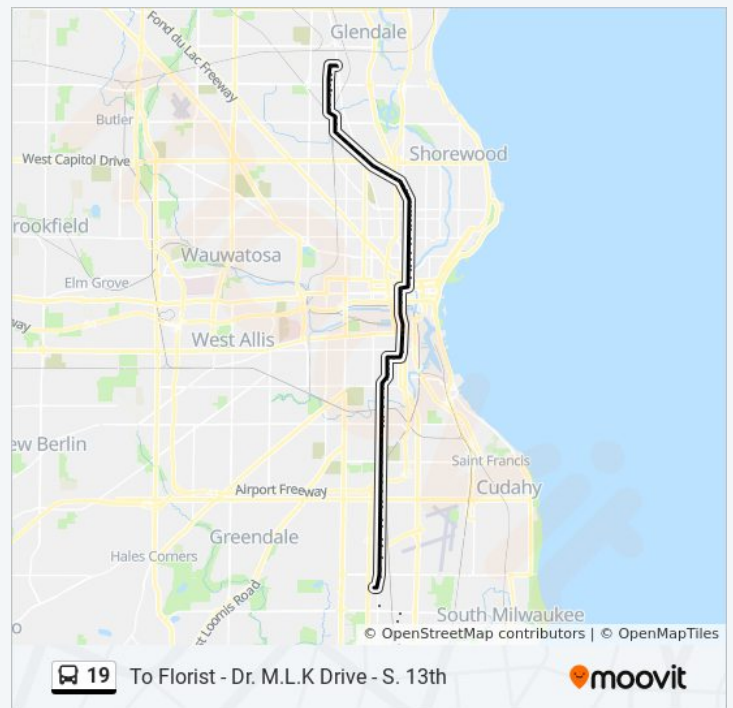 Glendale
Fond du Lac Freeway
Butler
West Capitol Drive
Shorewood
rookfield
Wauwatosa
Elm Grove
way
West Allis
ew Berlin
Saint Francis
Airport Freeway
Cudahy
Greendale
Hales Corners
st Loomis Road
South Milwaukee
o
© OpenStreetMap contributors | © OpenMapTiles
19 To Florist - Dr. M.L.K Drive - S. 13th
moovit